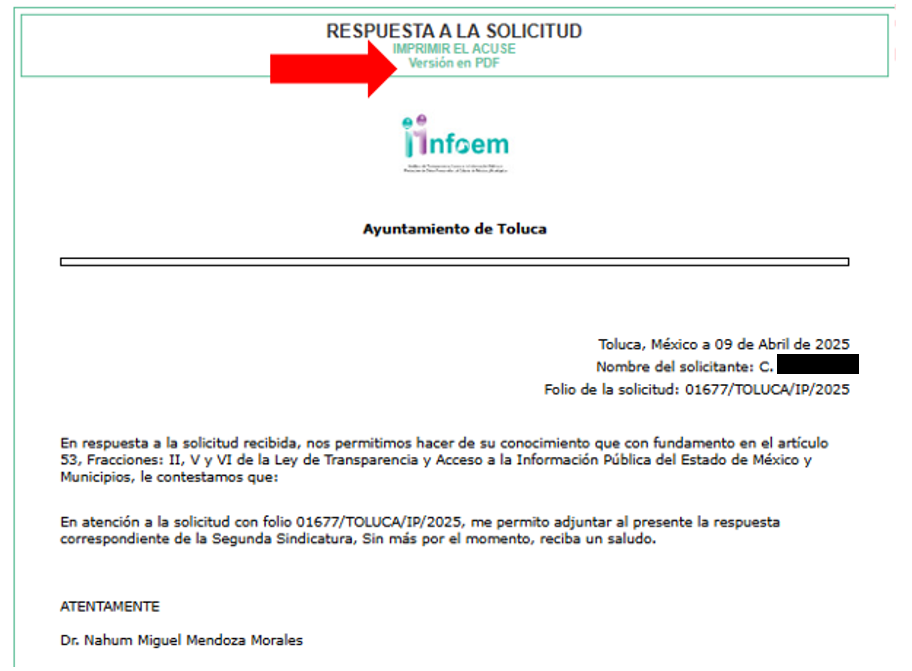 RESPUESTA A LA SOLICITUD
IMPRIMIR EL ACUSE
Versión en PDF
infoem
Ayuntamiento de Toluca
Toluca, México a 09 de Abril de 2025
Nombre del solicitante: C.
Folio de la solicitud: 01677/TOLUCA/IP/2025
En respuesta a la solicitud recibida, nos permitimos hacer de su conocimiento que con fundamento en el artículo
53, Fracciones: II, V y VI de la Ley de Transparencia y Acceso a la Información Pública del Estado de México y
Municipios, le contestamos que:
En atención a la solicitud con folio 01677/TOLUCA/IP/2025, me permito adjuntar al presente la respuesta
correspondiente de la Segunda Sindicatura, Sin más por el momento, reciba un saludo.
ATENTAMENTE
Dr. Nahum Miguel Mendoza Morales